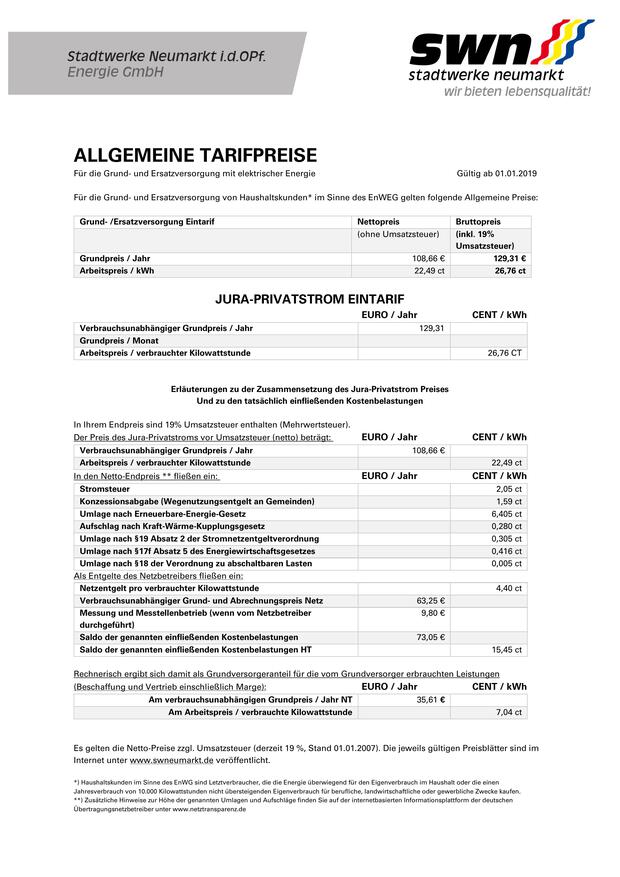 Stadtwerke Neumarkt i.d.OPf.
Energie GmbH
swn
stadtwerke neumarkt
wir bieten lebensqualität!
ALLGEMEINE TARIFPREISE
Für die Grund- und Ersatzversorgung mit elektrischer Energie Gültig ab 01.01.2019
Für die Grund- und Ersatzversorgung von Haushaltskunden* im Sinne des EnWEG gelten folgende Allgemeine Preise:
Grund- /Ersatzversorgung Eintarif Nettopreis Bruttopreis
(ohne Umsatzsteuer) (inkl. 19%
Umsatzsteuer)
Grundpreis / Jahr 108,66 € 129,31 €
Arbeitspreis / kWh 22,49 ct 26,76 ct
JURA-PRIVATSTROM EINTARIF
EURO / Jahr CENT / kWh
Verbrauchsunabhängiger Grundpreis / Jahr 129,31
Grundpreis / Monat
Arbeitspreis / verbrauchter Kilowattstunde 26,76 CT
Erläuterungen zu der Zusammensetzung des Jura-Privatstrom Preises
Und zu den tatsächlich einfließenden Kostenbelastungen
In Ihrem Endpreis sind 19% Umsatzsteuer enthalten (Mehrwertsteuer).
Der Preis des Jura-Privatstroms vor Umsatzsteuer (netto) beträgt: EURO / Jahr CENT / kWh
Verbrauchsunabhängiger Grundpreis / Jahr 108,66 €
Arbeitspreis / verbrauchter Kilowattstunde 22,49 ct
In den Netto-Endpreis ** fließen ein: EURO / Jahr CENT / kWh
Stromsteuer 2,05 ct
Konzessionsabgabe (Wegenutzungsentgelt an Gemeinden) 1,59 ct
Umlage nach Erneuerbare-Energie-Gesetz 6,405 ct
Aufschlag nach Kraft-Wärme-Kupplungsgesetz 0,280 ct
Umlage nach §19 Absatz 2 der Stromnetzentgeltverordnung 0,305 ct
Umlage nach §17f Absatz 5 des Energiewirtschaftsgesetzes 0,416 ct
Umlage nach §18 der Verordnung zu abschaltbaren Lasten 0,005 ct
Als Entgelte des Netzbetreibers fließen ein:
Netzentgelt pro verbrauchter Kilowattstunde 4,40 ct
Verbrauchsunabhängiger Grund- und Abrechnungspreis Netz 63,25 €
Messung und Messtellenbetrieb (wenn vom Netzbetreiber 9,80 €
durchgeführt)
Saldo der genannten einfließenden Kostenbelastungen 73,05 €
Saldo der genannten einfließenden Kostenbelastungen HT 15,45 ct
Rechnerisch ergibt sich damit als Grundversorgeranteil für die vom Grundversorger erbrauchten Leistungen
(Beschaffung und Vertrieb einschließlich Marge): EURO / Jahr CENT / kWh
Am verbrauchsunabhängigen Grundpreis / Jahr NT 35,61 €
Am Arbeitspreis / verbrauchte Kilowattstunde 7,04 ct
Es gelten die Netto-Preise zzgl. Umsatzsteuer (derzeit 19 %, Stand 01.01.2007). Die jeweils gültigen Preisblätter sind im
Internet unter www.swneumarkt.de veröffentlich.
*) Haushaltskunden im Sinne des EnWG sind Letztverbraucher, die die Energie überwiegend für den Eigenverbrauch im Haushalt oder die einen
Jahresverbrauch von 10.000 Kilowattstunden nicht übersteigenden Eigenverbrauch für berufliche, landwirtschaftliche oder gewerbliche Zwecke kaufen.
**) Zusätzliche Hinweise zur Höhe der genannten Umlagen und Aufschläge finden Sie auf der internetbasierten Informationsplattform der deutschen
Übertragungsnetzbetreiber unter www.netztransparenz.de